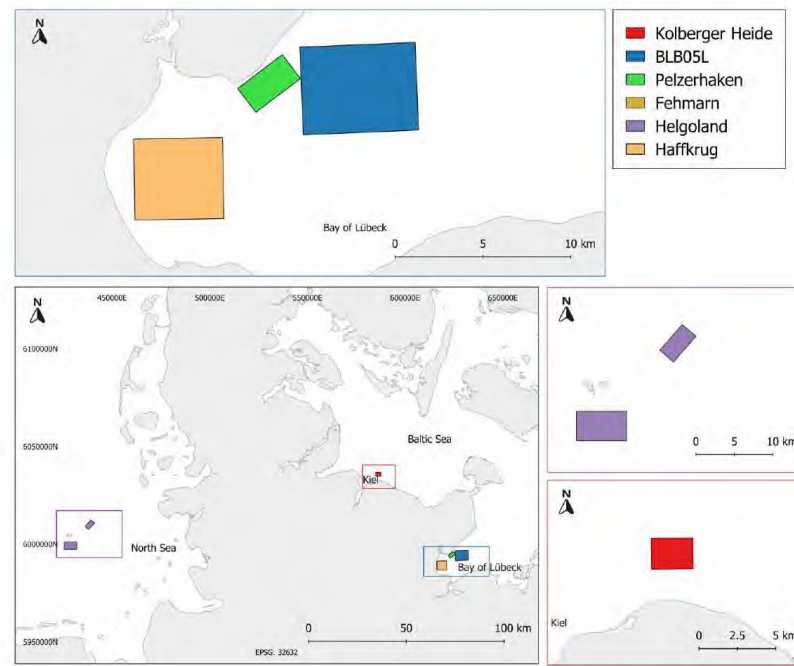 N
Bay of Lübeck
0 5 10 km
Kolberger Heide
BLB05L
Pelzerhaken
Fehmarn
Helgoland
Haffkrug
N
450000E 500000E 550000E 600000E 650000E
6100000N
6050000N
6000000N
5950000N
Baltic Sea
Kiel
North Sea
Bay of Lübeck
0 50 100 km
EPSG: 32632
N
0 5 10 km
N
Kiel
0 2.5 5 km